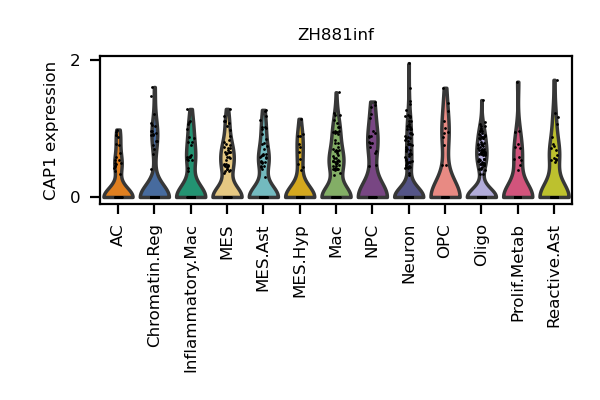 ZH881inf
CAP1 expression
2
0
AC
Chromatin.Reg
Inflammatory.Mac
MES
MES.Ast
MES.Hyp
Mac
NPC
Neuron
OPC
Oligo
Prolif.Metab
Reactive.Ast